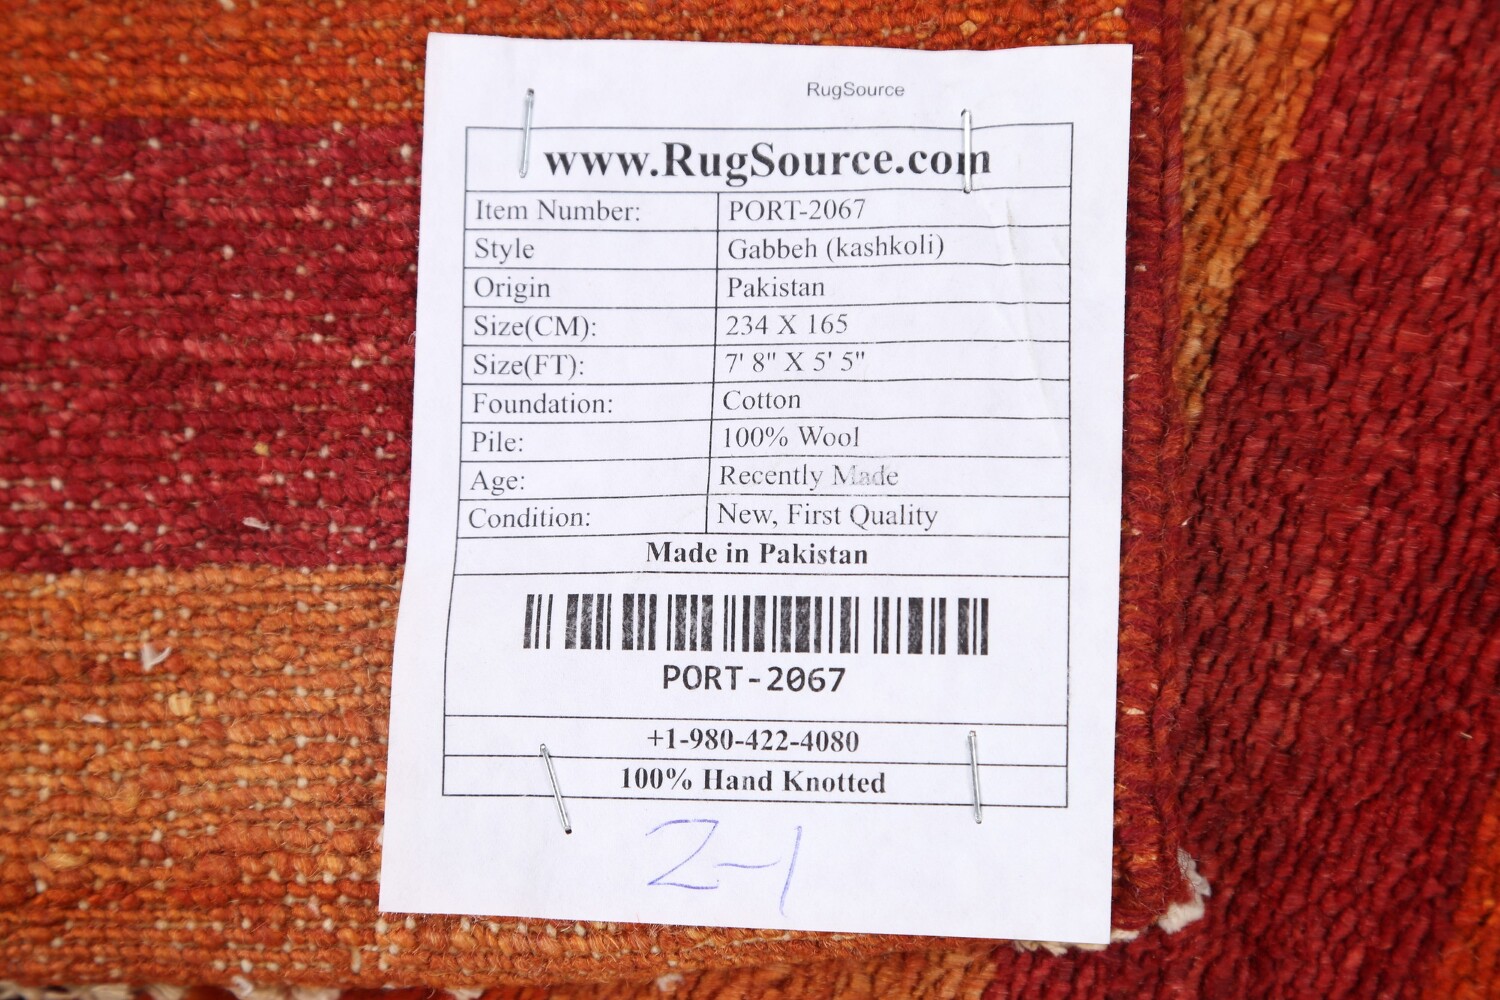 RugSource
www.RugSource.com
Item Number: PORT-2067
Style Gabbeh (kashkoli)
Origin Pakistan
Size(CM): 234 X 165
Size(FT): 7' 8" X 5' 5"
Foundation: Cotton
Pile: 100% Wool
Age: Recently Made
Condition: New, First Quality
Made in Pakistan
PORT-2067
+1-980-422-4080
100% Hand Knotted
Z-1